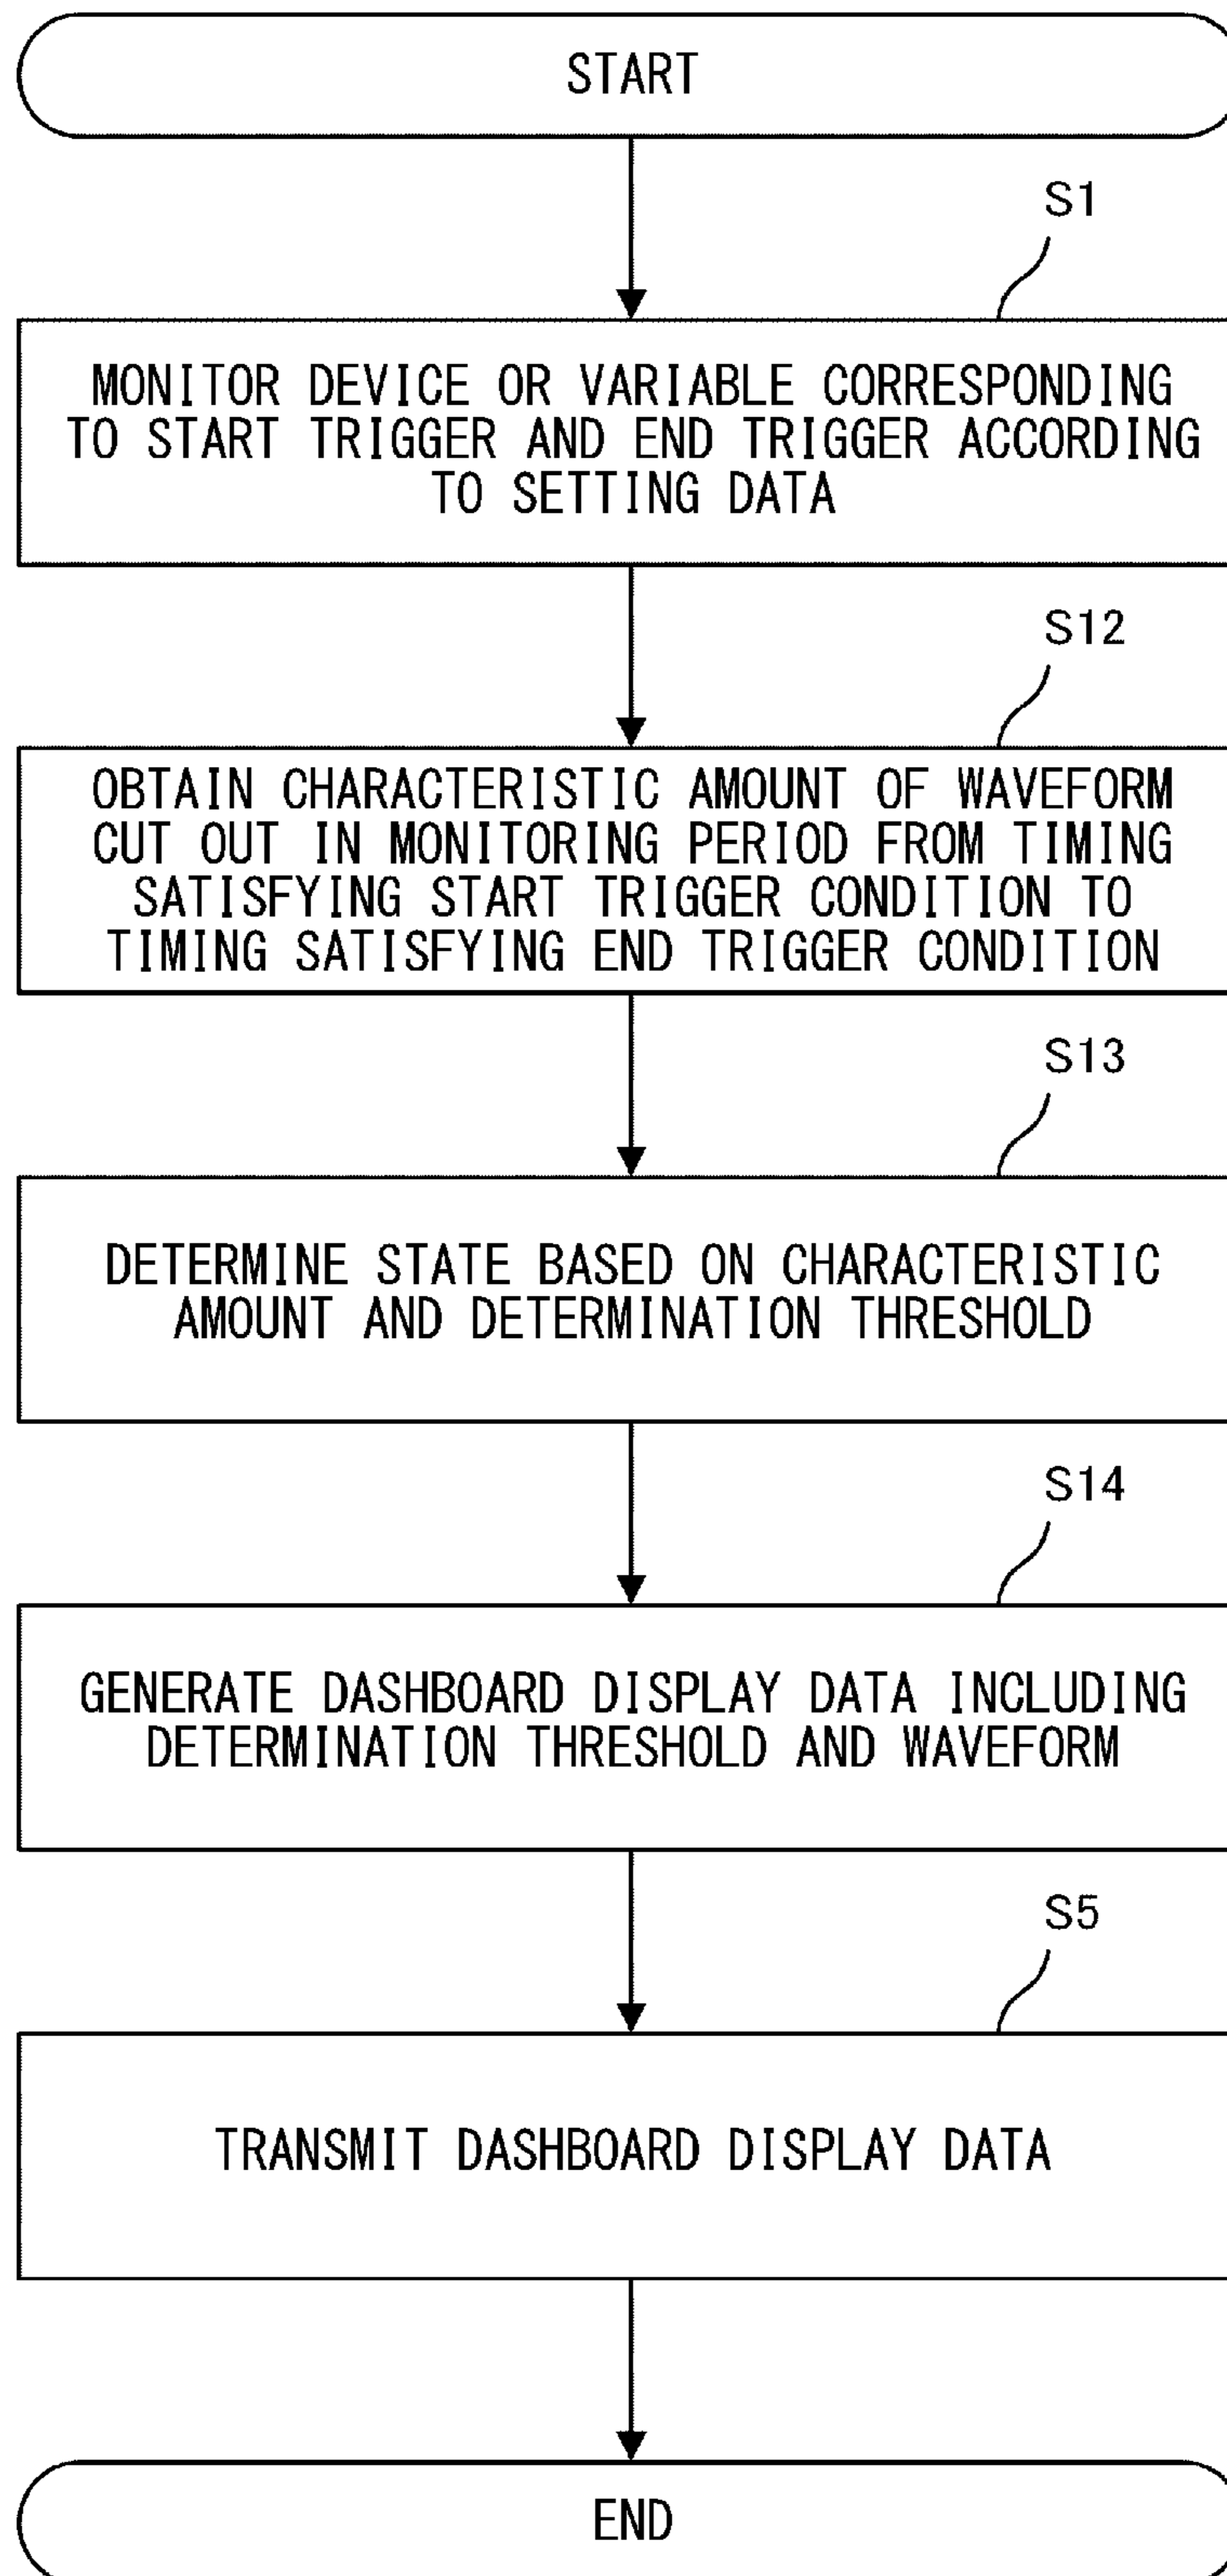 START
S1
MONITOR DEVICE OR VARIABLE CORRESPONDING
TO START TRIGGER AND END TRIGGER ACCORDING
TO SETTING DATA
S12
OBTAIN CHARACTERISTIC AMOUNT OF WAVEFORM
CUT OUT IN MONITORING PERIOD FROM TIMING
SATISFYING START TRIGGER CONDITION TO
TIMING SATISFYING END TRIGGER CONDITION
S13
DETERMINE STATE BASED ON CHARACTERISTIC
AMOUNT AND DETERMINATION THRESHOLD
S14
GENERATE DASHBOARD DISPLAY DATA INCLUDING
DETERMINATION THRESHOLD AND WAVEFORM
S5
TRANSMIT DASHBOARD DISPLAY DATA
END